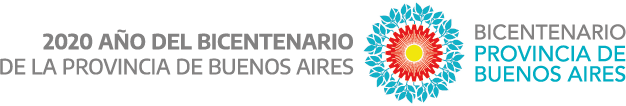 2020 AÑO DEL BICENTENARIO
DE LA PROVINCIA DE BUENOS AIRES
BICENTENARIO
PROVINCIA DE
BUENOS AIRES